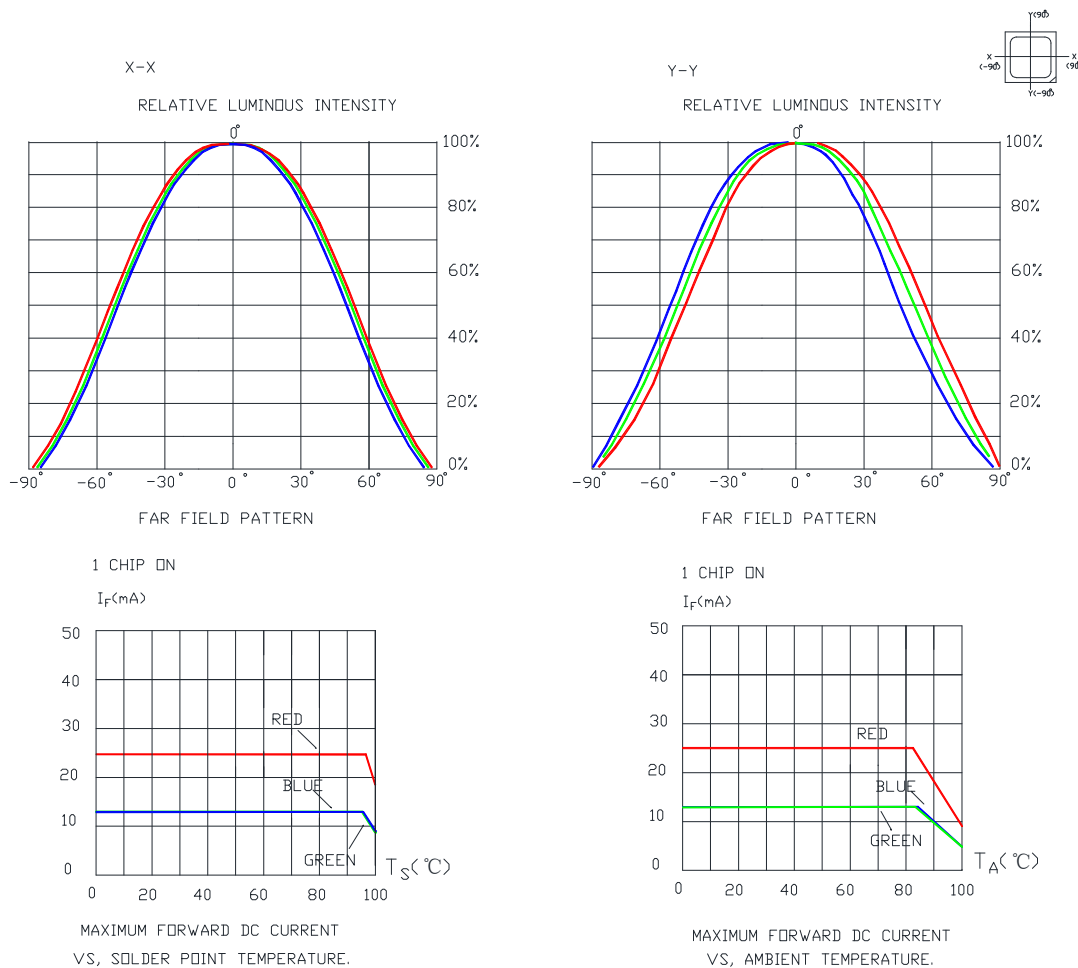 Y(90°)
X X
(-90°) (90°)
Y(-90°)
X-X
RELATIVE LUMINOUS INTENSITY
0°
100%
80%
60%
40%
20%
0%
-90° -60° -30° 0° 30° 60° 90°
FAR FIELD PATTERN
Y-Y
RELATIVE LUMINOUS INTENSITY
0°
100%
80%
60%
40%
20%
0%
-90° -60° -30° 0° 30° 60° 90
FAR FIELD PATTERN
1 CHIP ON
IF(mA)
50
40
30
20
10
0
RED
BLUE
GREEN
TS(℃)
0 20 40 60 80 100
MAXIMUM FORWARD DC CURRENT
VS, SOLDER POINT TEMPERATURE.
1 CHIP ON
IF(mA)
50
40
30
20
10
0
RED
BLUE
GREEN
TA(℃)
0 20 40 60 80 100
MAXIMUM FORWARD DC CURRENT
VS, AMBIENT TEMPERATURE.